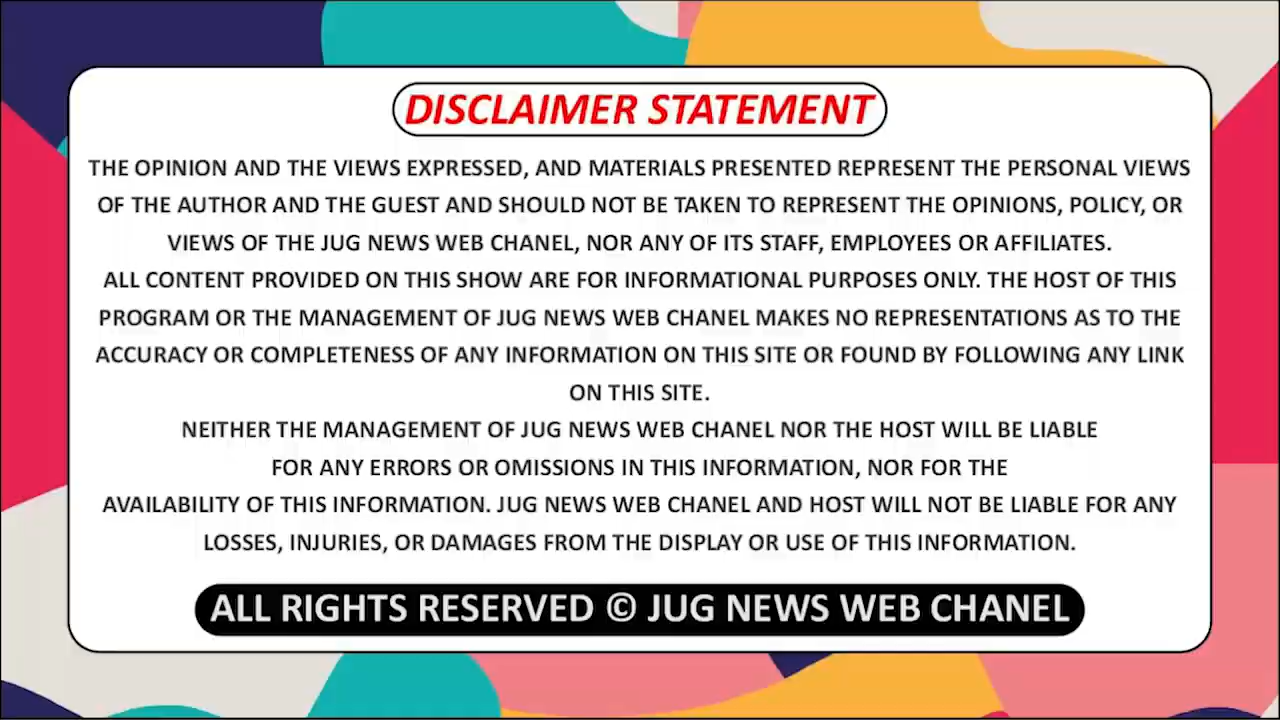 DISCLAIMER STATEMENT
THE OPINION AND THE VIEWS EXPRESSED, AND MATERIALS PRESENTED REPRESENT THE PERSONAL VIEWS
OF THE AUTHOR AND THE GUEST AND SHOULD NOT BE TAKEN TO REPRESENT THE OPINIONS, POLICY, OR
VIEWS OF THE JUG NEWS WEB CHANEL, NOR ANY OF ITS STAFF, EMPLOYEES OR AFFILIATES.
ALL CONTENT PROVIDED ON THIS SHOW ARE FOR INFORMATIONAL PURPOSES ONLY. THE HOST OF THIS
PROGRAM OR THE MANAGEMENT OF JUG NEWS WEB CHANEL MAKES NO REPRESENTATIONS AS TO THE
ACCURACY OR COMPLETENESS OF ANY INFORMATION ON THIS SITE OR FOUND BY FOLLOWING ANY LINK
ON THIS SITE.
NEITHER THE MANAGEMENT OF JUG NEWS WEB CHANEL NOR THE HOST WILL BE LIABLE
FOR ANY ERRORS OR OMISSIONS IN THIS INFORMATION, NOR FOR THE
AVAILABILITY OF THIS INFORMATION. JUG NEWS WEB CHANEL AND HOST WILL NOT BE LIABLE FOR ANY
LOSSES, INJURIES, OR DAMAGES FROM THE DISPLAY OR USE OF THIS INFORMATION.
ALL RIGHTS RESERVED © JUG NEWS WEB CHANEL